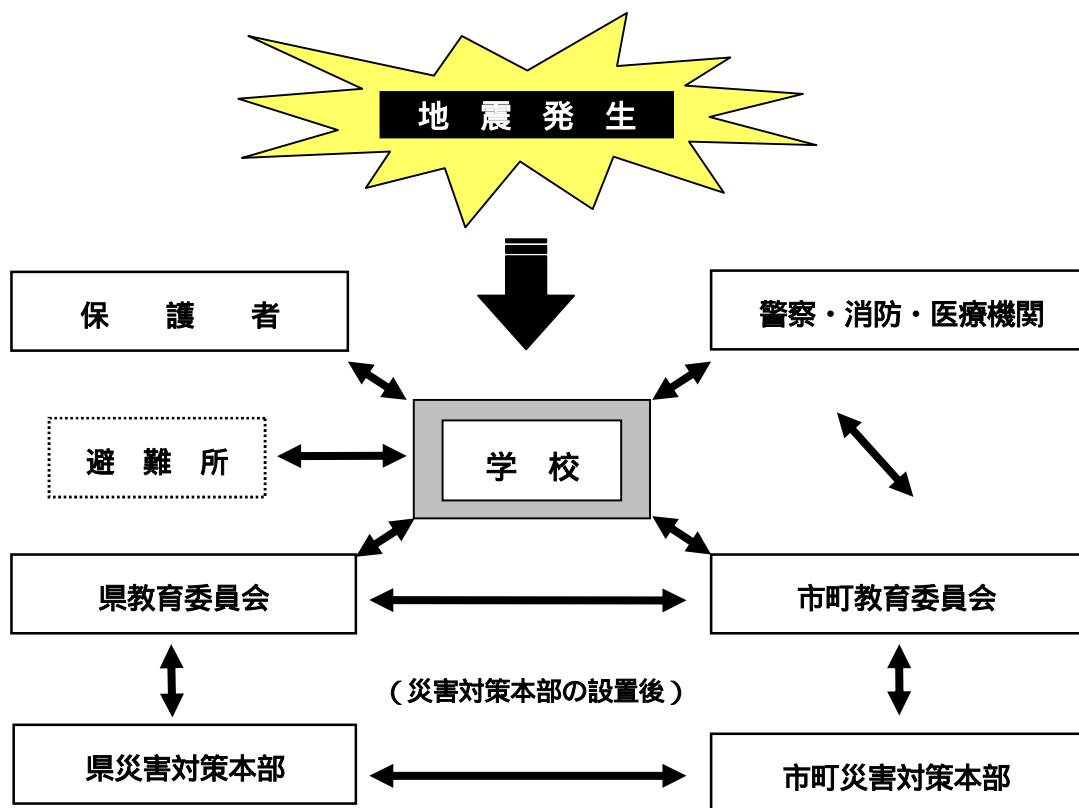 地 震 発 生
保 護 者
警察・消防・医療機関
避 難 所
学 校
県教育委員会
市町教育委員会
(災害対策本部の設置後)
県災害対策本部
市町災害対策本部